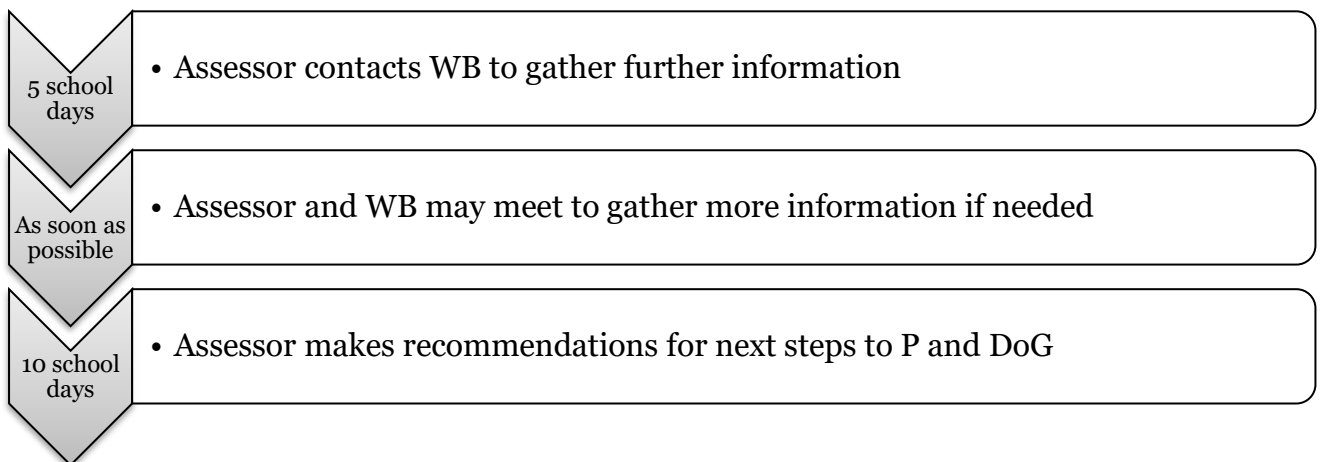 5 school
days
• Assessor contacts WB to gather further information
As soon as
possible
• Assessor and WB may meet to gather more information if needed
10 school
days
• Assessor makes recommendations for next steps to P and DoG